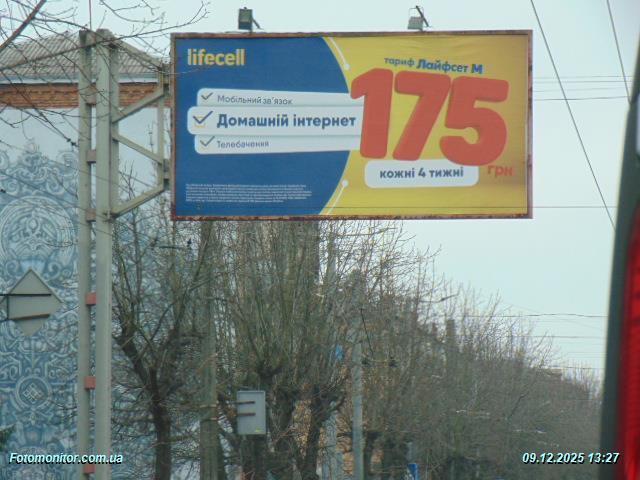 lifecell
тариф Лайфсет М
Мобільний зв'язок
Домашній інтернет
Телебачення
175
грн
кожні 4 тижні
Fotomonitor.com.ua
09.12.2025 13:27